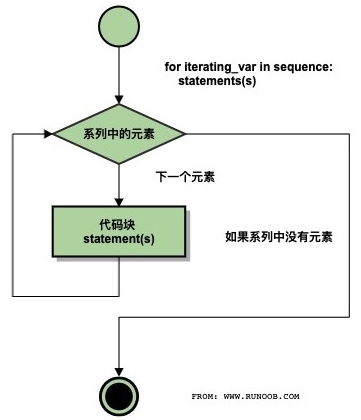 for iterating_var in sequence:
statements(s)
系列中的元素
下一个元素
代码块
statement(s)
如果系列中没有元素
FROM: WWW.RUNOOB.COM